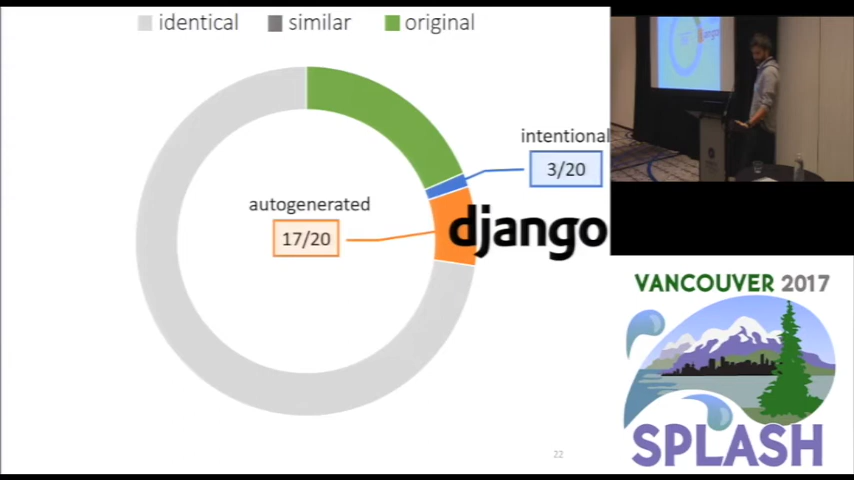 identical similar original
intentional
3/20
autogenerated
17/20
django
22
VANCOUVER 2017
SPLASH